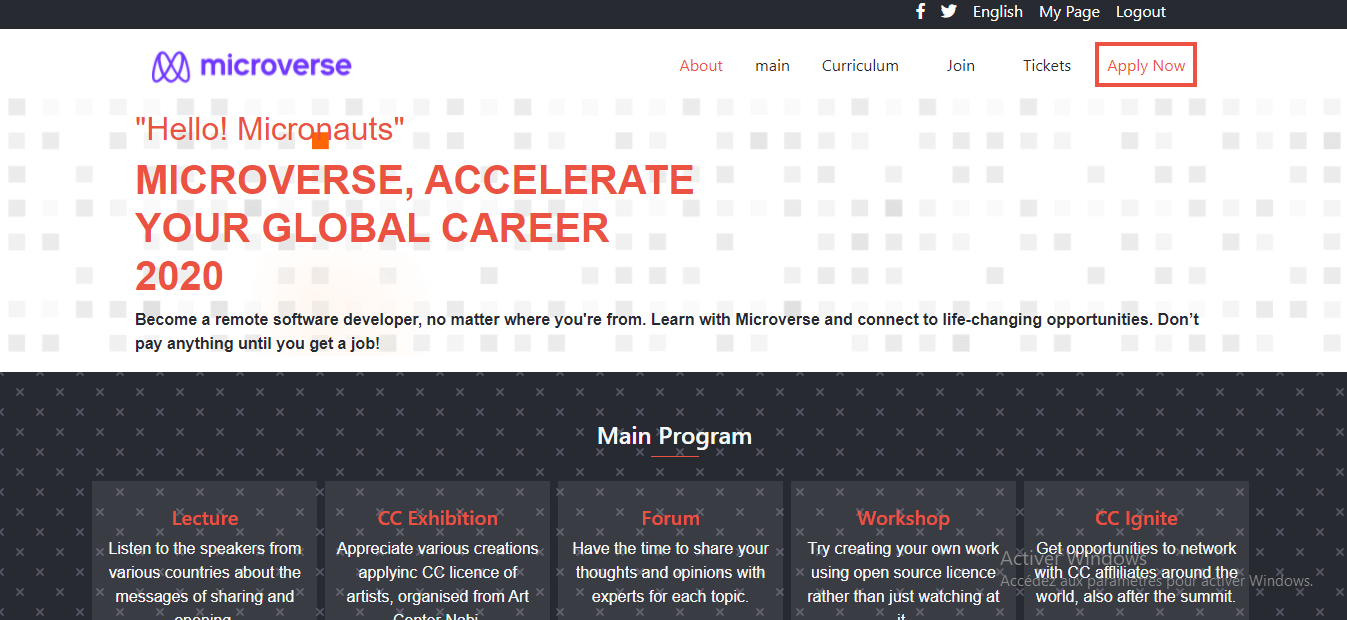 English My Page Logout
microverse About main Curriculum Join Tickets Apply Now
"Hello! Micronauts"
MICROVERSE, ACCELERATE
YOUR GLOBAL CAREER
2020
Become a remote software developer, no matter where you're from. Learn with Microverse and connect to life-changing opportunities. Don’t
pay anything until you get a job!
Main Program
Lecture
Listen to the speakers from
various countries about the
messages of sharing and
opening
CC Exhibition
Appreciate various creations
applyinc CC licence of
artists, organised from Art
Center Nabi
Forum
Have the time to share your
thoughts and opinions with
experts for each topic.
Workshop
Try creating your own work
using open source licence
rather than just watching at
it
CC Ignite
Get opportunities to network
with CC affiliates around the
world, also after the summit.
Activer Windows
Accédez aux paramètres pour activer Windows.